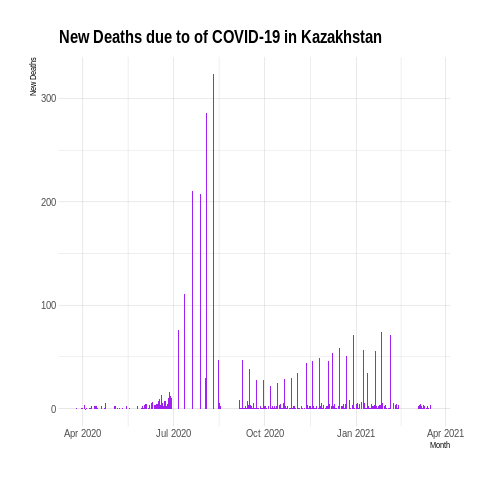 New Deaths due to of COVID-19 in Kazakhstan
New Deaths
300
200
100
0
Apr 2020 Jul 2020 Oct 2020 Jan 2021 Apr 2021
Month